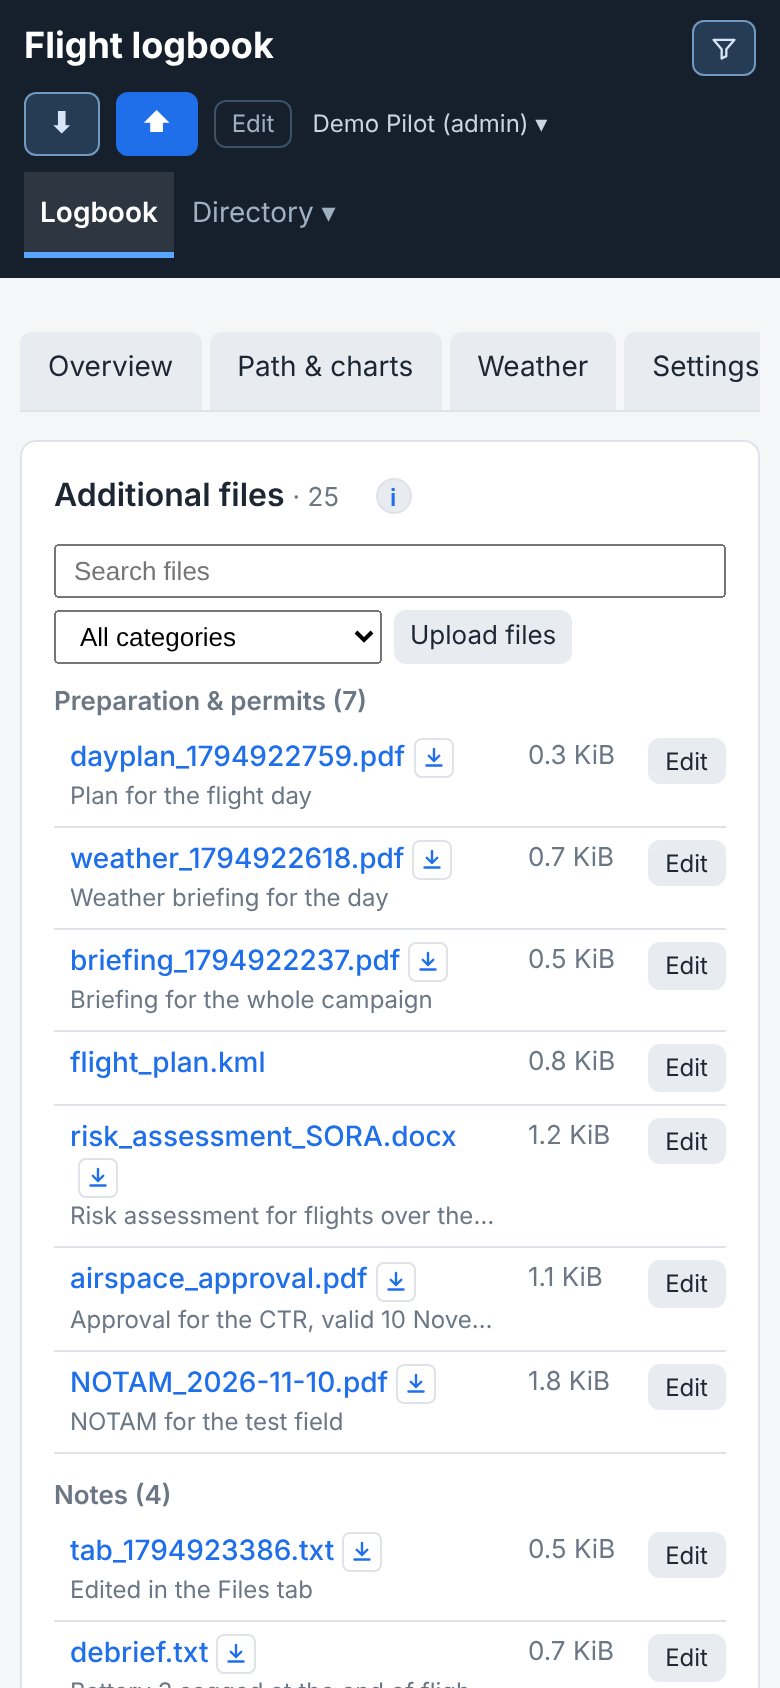 Flight logbook
Edit
Demo Pilot (admin) ▾
Logbook
Directory ▾
Overview
Path & charts
Weather
Settings
Additional files · 25
i
Search files
All categories
Upload files
Preparation & permits (7)
dayplan_1794922759.pdf
0.3 KiB
Edit
Plan for the flight day
weather_1794922618.pdf
0.7 KiB
Edit
Weather briefing for the day
briefing_1794922237.pdf
0.5 KiB
Edit
Briefing for the whole campaign
flight_plan.kml
0.8 KiB
Edit
risk_assessment_SORA.docx
1.2 KiB
Edit
Risk assessment for flights over the...
airspace_approval.pdf
1.1 KiB
Edit
Approval for the CTR, valid 10 Nove...
NOTAM_2026-11-10.pdf
1.8 KiB
Edit
NOTAM for the test field
Notes (4)
tab_1794923386.txt
0.5 KiB
Edit
Edited in the Files tab
debrief.txt
0.7 KiB
Edit